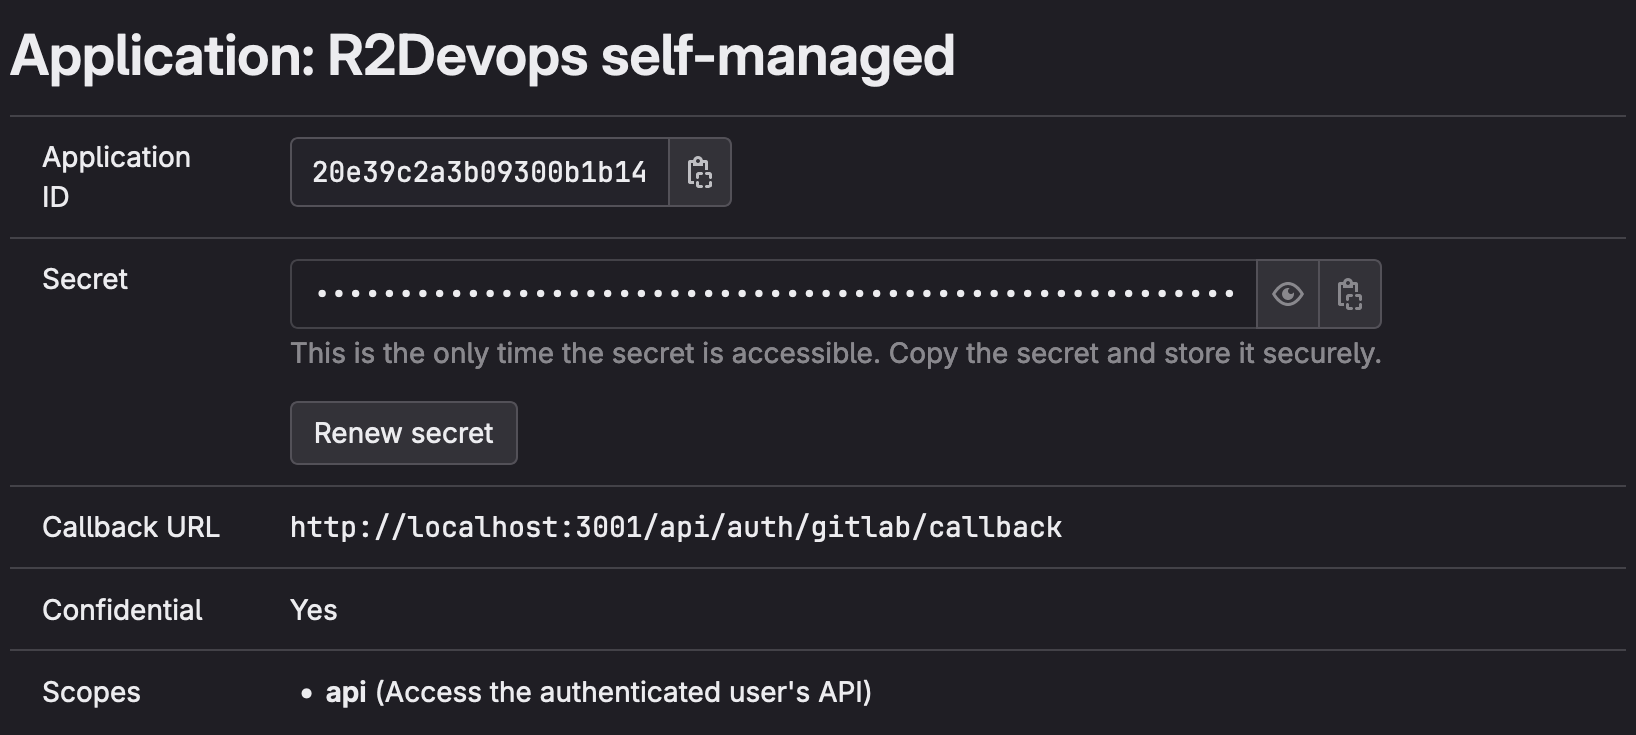 Application: R2Devops self-managed
Application
ID
20e39c2a3b09300b1b14
Secret
This is the only time the secret is accessible. Copy the secret and store it securely.
Renew secret
Callback URL
http://localhost:3001/api/auth/gitlab/callback
Confidential
Yes
Scopes
• api (Access the authenticated user's API)